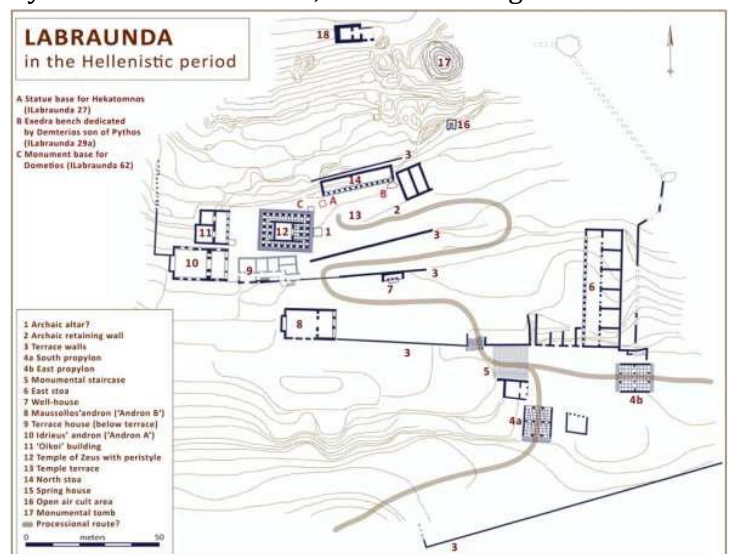 LABRAUNDA
in the Hellenistic period
A Statue base for Hekatomnos
(ILabraunda 27)
B Exedra bench dedicated
by Demterios son of Pythos
(ILabraunda 29a)
C Monument base for
Dometios (ILabraunda 62)
18
17
16
3
14
B
A
C
2
13
12
1
11
3
10
9
3
7
6
8
3
5
4b
4a
3
1 Archaic altar?
2 Archaic retaining wall
3 Terrace walls
4a South propylon
4b East propylon
5 Monumental staircase
6 East stoa
7 Well-house
8 Maussollos'andron ('Andron B')
9 Terrace house (below terrace)
10 Idrieus' andron ('Andron A')
11 'Oikoi' building
12 Temple of Zeus with peristyle
13 Temple terrace
14 North stoa
15 Spring house
16 Open air cult area
17 Monumental tomb
Processional route?
0 meters 50